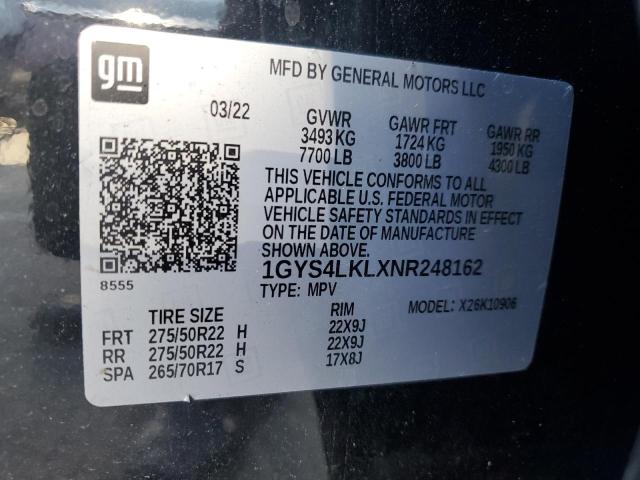 gm
MFD BY GENERAL MOTORS LLC
03/22 GVWR GAWR FRT GAWR RR
3493 KG 1724 KG 1950 KG
7700 LB 3800 LB 4300 LB
THIS VEHICLE CONFORMS TO ALL
APPLICABLE U.S. FEDERAL MOTOR
VEHICLE SAFETY STANDARDS IN EFFECT
ON THE DATE OF MANUFACTURE
SHOWN ABOVE.
1GYS4LKLXNR248162
8555
TYPE: MPV MODEL: X26K10906
TIRE SIZE RIM
FRT 275/50R22 H 22X9J
RR 275/50R22 H 22X9J
SPA 265/70R17 S 17X8J